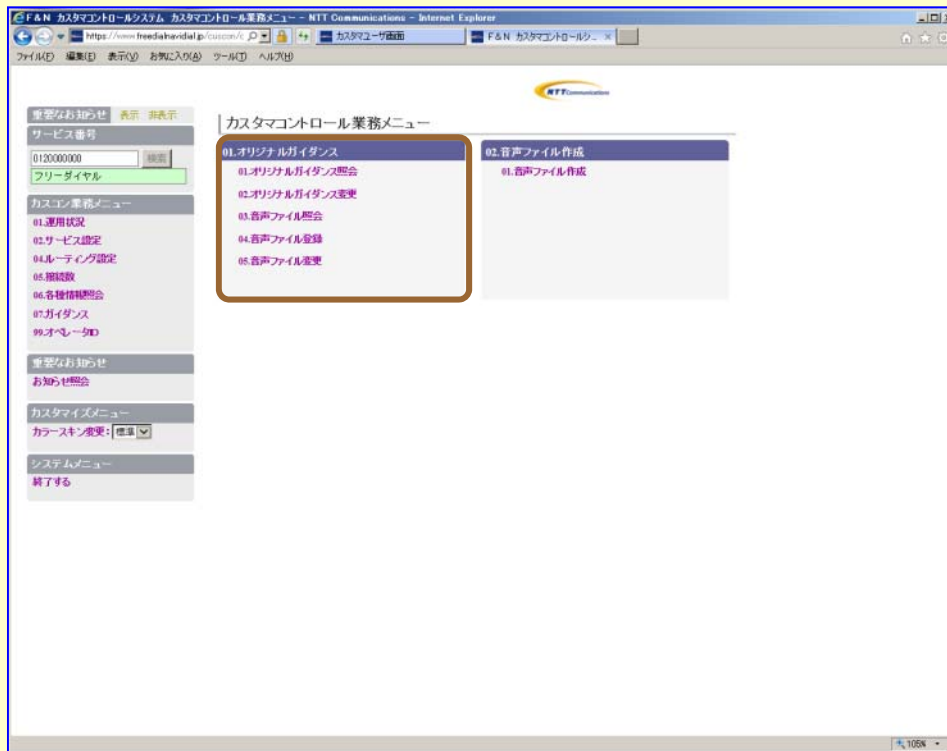 F&N カスタマコントロールシステム カスタマコントロール業務メニュー - NTT Communications - Internet Explorer
https://www.freedialnavidial.jp/cuscon/c
カスタマユーザ画面
F&N カスタマコントロールシ...
ファイル(F) 編集(E) 表示(V) お気に入り(A) ツール(T) ヘルプ(H)
NTT Communications
重要なお知らせ 表示 非表示
サービス番号
0120000000 検索
フリーダイヤル
カスコン業務メニュー
01.運用状況
02.サービス設定
04.ルーティング設定
05.接続数
06.各種情報照会
07.ガイダンス
99.オペレータID
重要なお知らせ
お知らせ照会
カスタマイズメニュー
カラースキン変更: 標準
システムメニュー
終了する
カスタマコントロール業務メニュー
01.オリジナルガイダンス
01.オリジナルガイダンス照会
02.オリジナルガイダンス変更
03.音声ファイル照会
04.音声ファイル登録
05.音声ファイル変更
02.音声ファイル作成
01.音声ファイル作成
105%